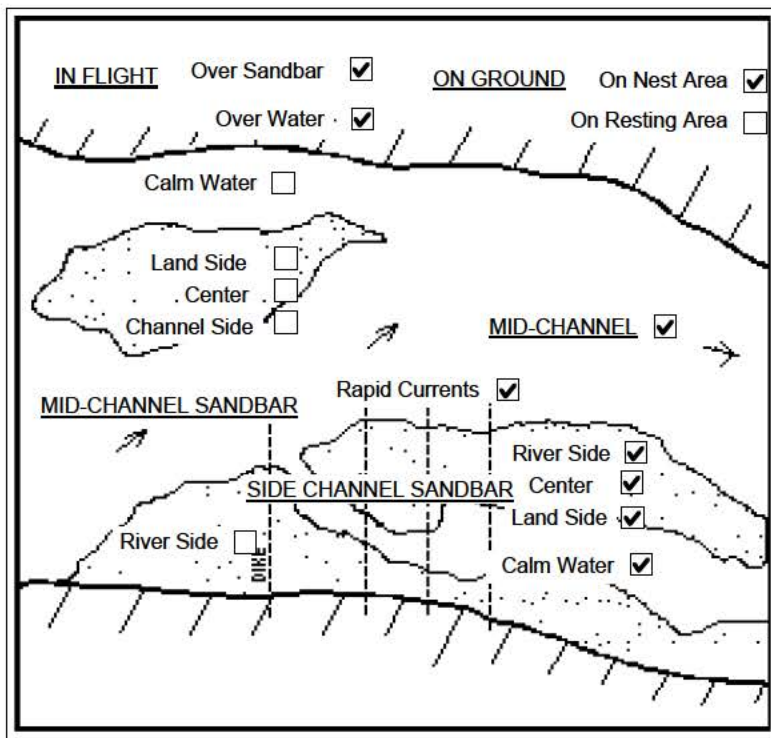 IN FLIGHT Over Sandbar ON GROUND On Nest Area
Over Water On Resting Area
Calm Water
Land Side
Center
Channel Side
MID-CHANNEL
Rapid Currents
MID-CHANNEL SANDBAR
River Side
SIDE CHANNEL SANDBAR Center
Land Side
River Side
DIKE
Calm Water